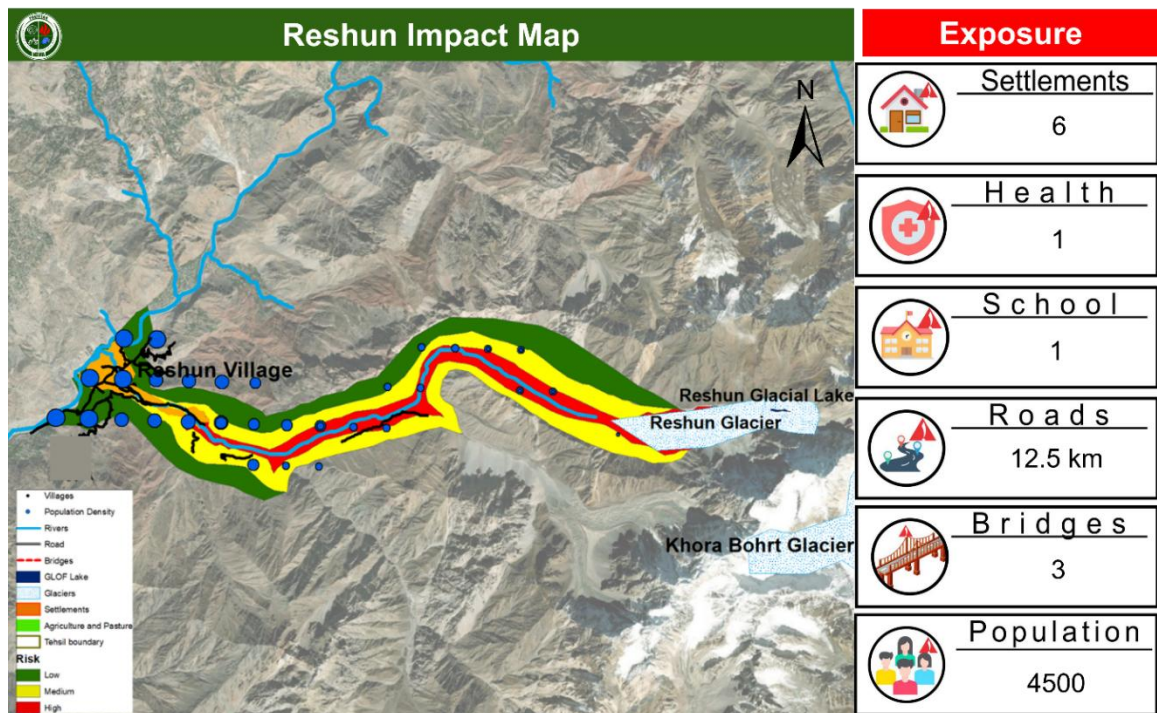 Reshun Impact Map
N
Reshun Village
Reshun Glacial Lake
Reshun Glacier
Khora Bohrt Glacier
Villages
Population Density
Rivers
Road
Bridges
GLOF Lake
Glaciers
Settlements
Agriculture and Pasture
Tehsil boundary
Risk
Low
Medium
High
Exposure
Settlements
6
Health
1
School
1
Roads
12.5 km
Bridges
3
Population
4500